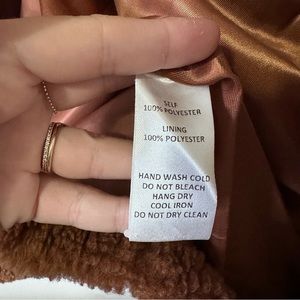 SELF
100% POLYESTER
LINING
100% POLYESTER
HAND WASH COLD
DO NOT BLEACH
HANG DRY
COOL IRON
DO NOT DRY CLEAN